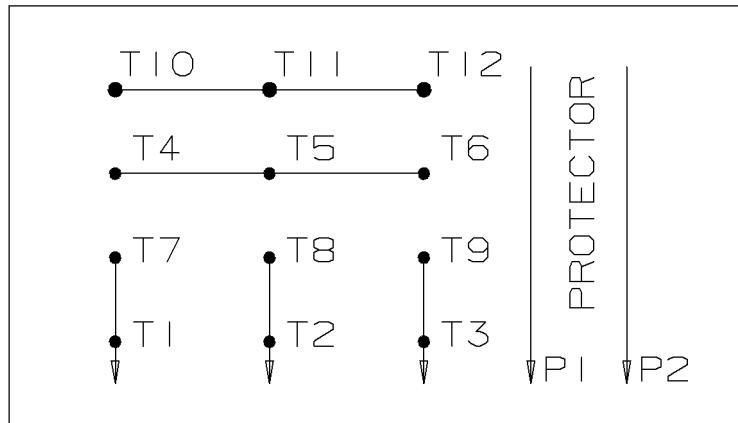 T10 T11 T12
T4 T5 T6
T7 T8 T9
T1 T2 T3
PROTECTOR
P1 P2